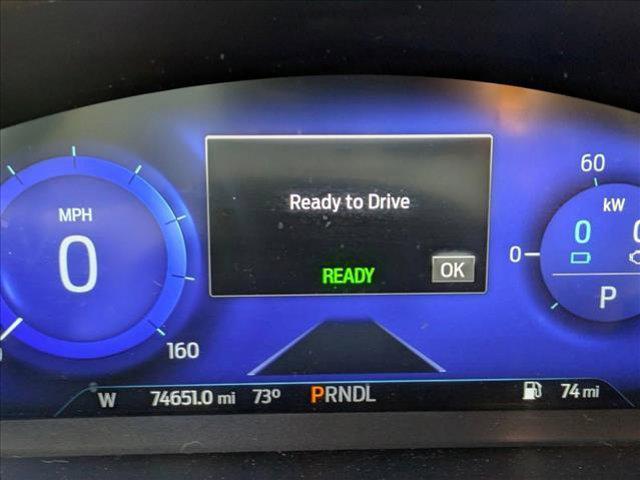 Ready to Drive
READY
OK
MPH
0
160
60
kW
0
0
P
W 74651.0 mi 73° PRNDL 74 mi